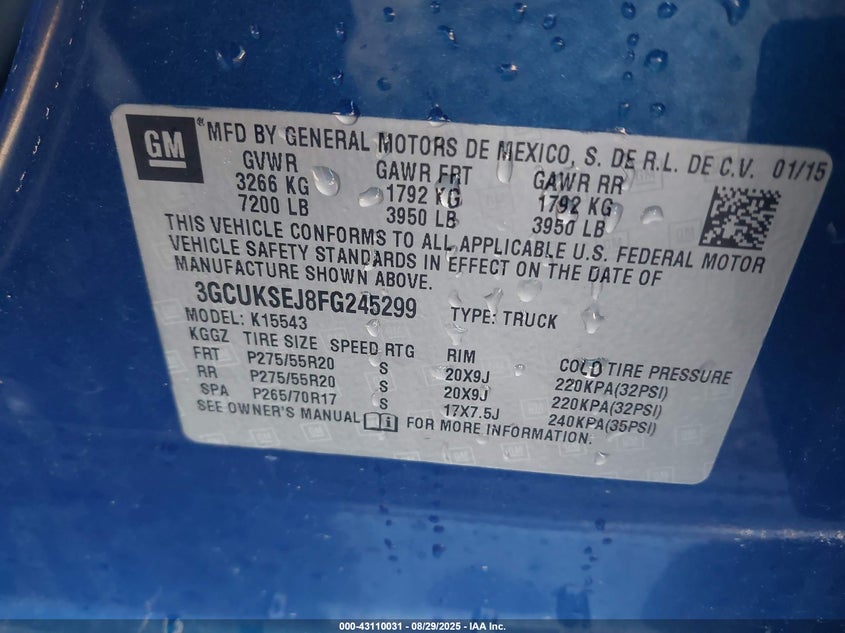 GM ® MFD BY GENERAL MOTORS DE MEXICO, S. DE R.L. DE C.V. 01/15
GVWR GAWR FRT GAWR RR
3266 KG 1792 KG 1792 KG
7200 LB 3950 LB 3950 LB
THIS VEHICLE CONFORMS TO ALL APPLICABLE U.S. FEDERAL MOTOR
VEHICLE SAFETY STANDARDS IN EFFECT ON THE DATE OF
MANUFACTURE SHOWN ABOVE.
3GCUKSEJ8FG245299 TYPE: TRUCK
MODEL: K15543
KGGZ TIRE SIZE SPEED RTG RIM COLD TIRE PRESSURE
FRT P275/55R20 S 20X9J 220KPA(32PSI)
RR P275/55R20 S 20X9J 220KPA(32PSI)
SPA P265/70R17 S 17X7.5J 240KPA(35PSI)
SEE OWNER'S MANUAL FOR MORE INFORMATION.
000-43110031 - 08/29/2025 - IAA Inc.